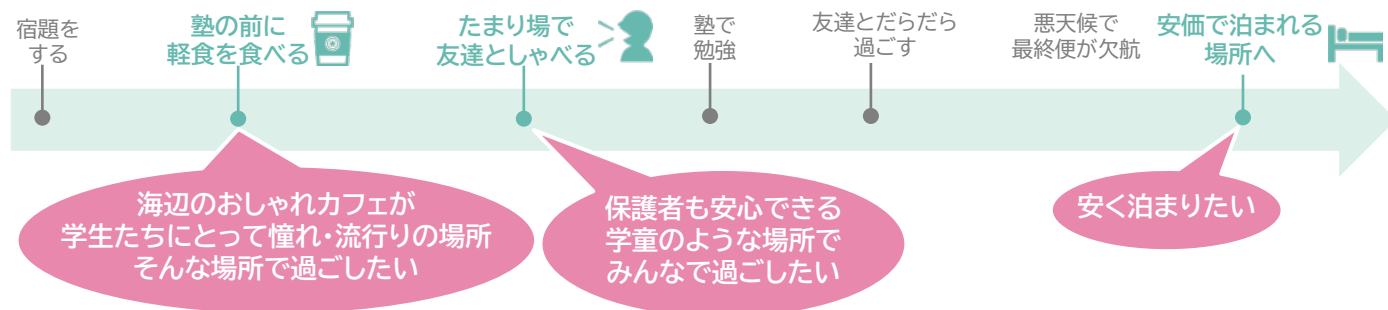 宿題を
する
塾の前に
軽食を食べる
たまり場で
友達としゃべる
塾で
勉強
友達とだらだら
過ごす
悪天候で
最終便が欠航
安価で泊まれる
場所へ
海辺のおしゃれカフェが
学生たちにとって憧れ・流行りの場所
そんな場所で過ごしたい
保護者も安心できる
学童のような場所で
みんなで過ごしたい
安く泊まりたい